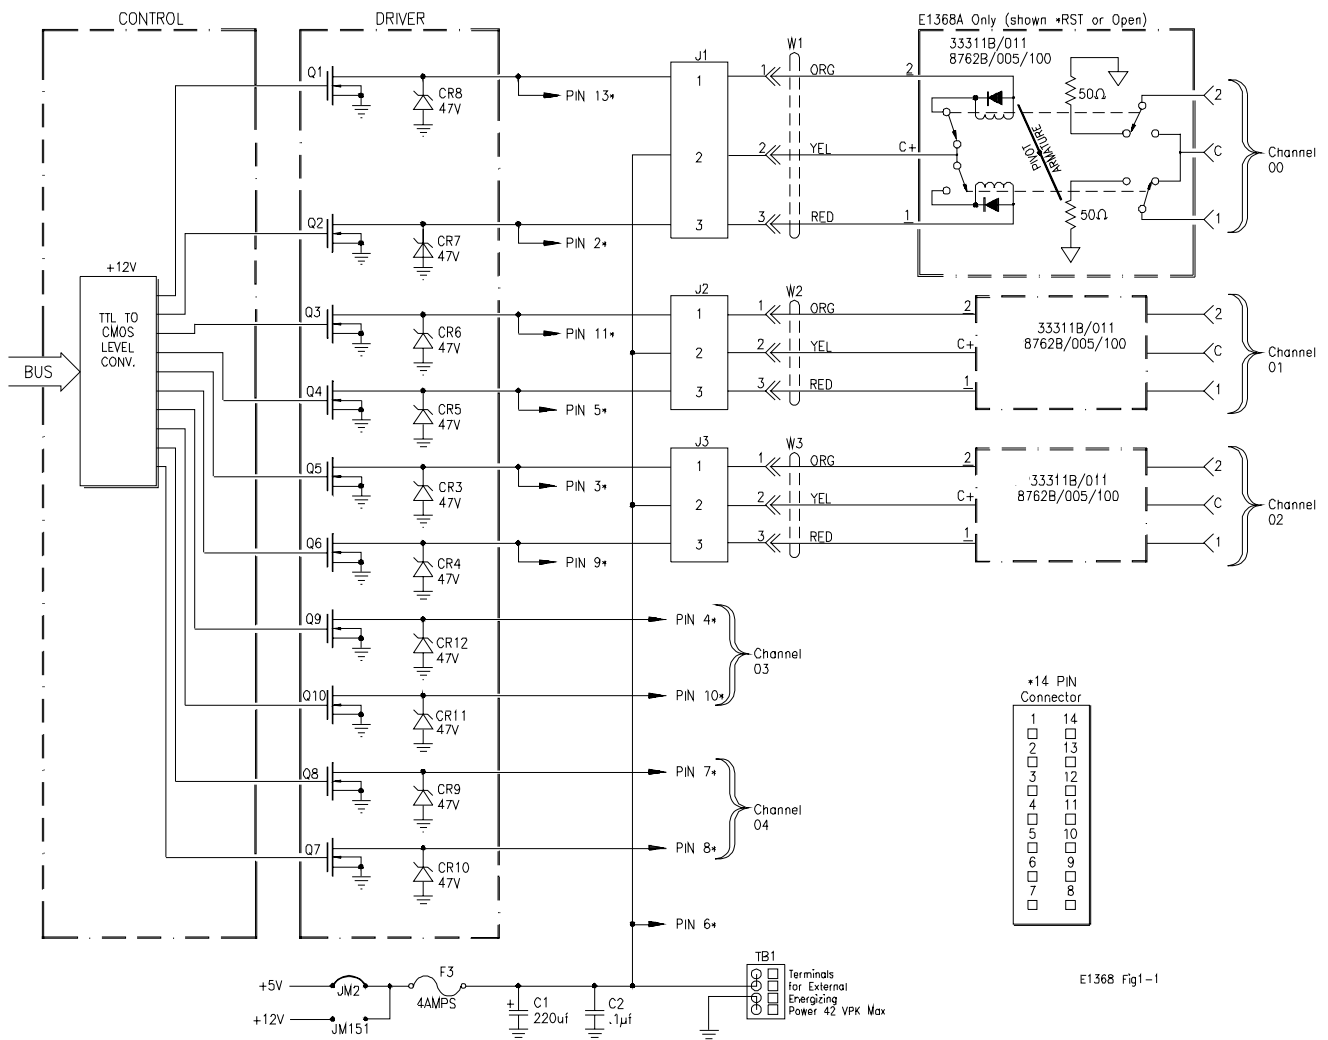 CONTROL
DRIVER
E1368A Only (shown *RST or Open)
33311B/011
8762B/005/100
+12V
TTL TO
CMOS
LEVEL
CONV.
BUS
Q1
CR8
47V
PIN 13*
Q2
CR7
47V
PIN 2*
Q3
CR6
47V
PIN 11*
Q4
CR5
47V
PIN 5*
Q5
CR3
47V
PIN 3*
Q6
CR4
47V
PIN 9*
Q9
CR12
47V
PIN 4*
Q10
CR11
47V
PIN 10*
Channel
03
Q8
CR9
47V
PIN 7*
Q7
CR10
47V
PIN 8*
Channel
04
PIN 6*
J1
1
2
3
W1
1 ORG 2
2 YEL C+
3 RED 1
50Ω
PIVOT
ARMATURE
50Ω
2
C
1
Channel
00
J2
1
2
3
W2
1 ORG 2
2 YEL C+
3 RED 1
33311B/011
8762B/005/100
2
C
1
Channel
01
J3
1
2
3
W3
1 ORG 2
2 YEL C+
3 RED 1
33311B/011
8762B/005/100
2
C
1
Channel
02
*14 PIN
Connector
1 14
2 13
3 12
4 11
5 10
6 9
7 8
+5V
JM2
+12V
JM151
F3
4AMPS
+ C1
220uf
C2
.1µf
TB1
Terminals
for External
Energizing
Power 42 VPK Max
E1368 Fig1-1